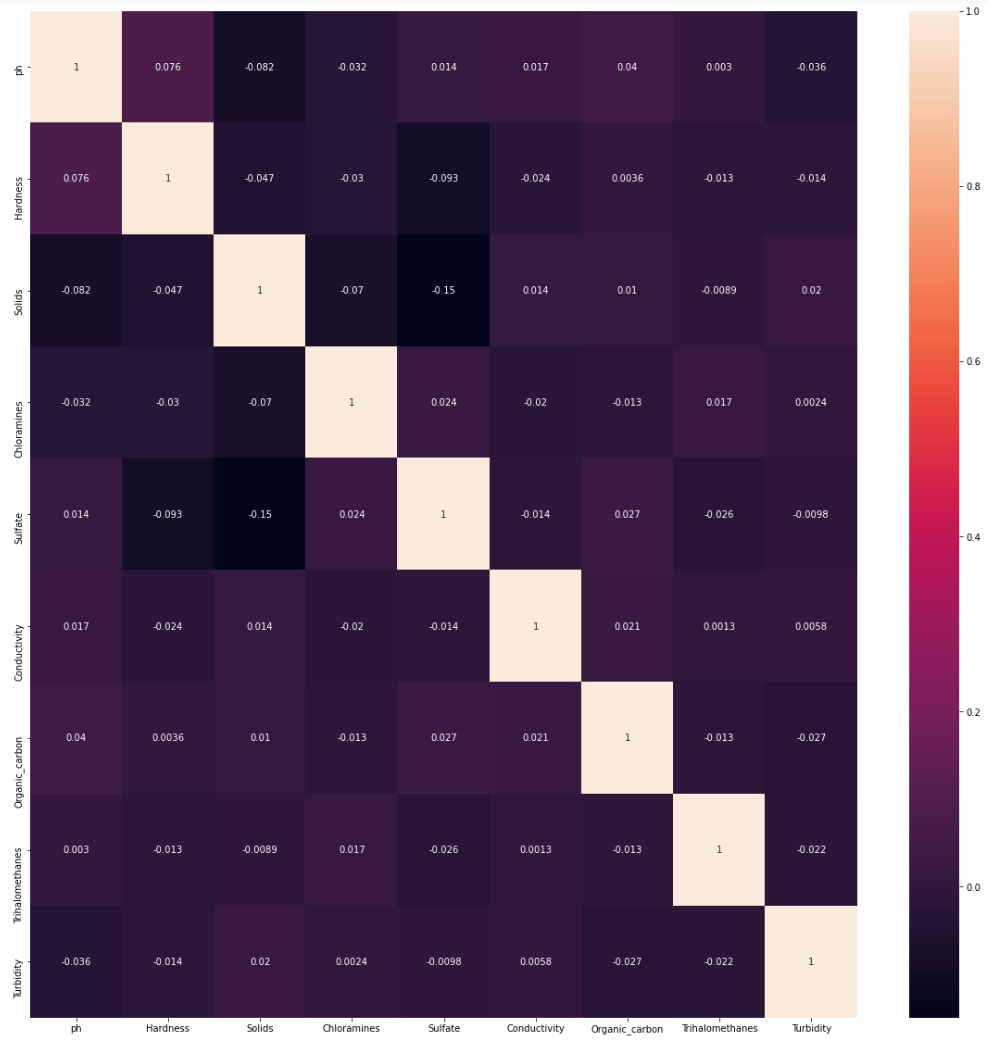 1.0
ph 1 0.076 -0.082 -0.032 0.014 0.017 0.04 0.003 -0.036
Hardness 0.076 1 -0.047 -0.03 -0.093 -0.024 0.0036 -0.013 -0.014
0.8
Solids -0.082 -0.047 1 -0.07 -0.15 0.014 0.01 -0.0089 0.02
0.6
Chloramines -0.032 -0.03 -0.07 1 0.024 -0.02 -0.013 0.017 0.0024
Sulfate 0.014 -0.093 -0.15 0.024 1 -0.014 0.027 -0.026 -0.0098
0.4
Conductivity 0.017 -0.024 0.014 -0.02 -0.014 1 0.021 0.0013 0.0058
0.2
Organic_carbon 0.04 0.0036 0.01 -0.013 0.027 0.021 1 -0.013 -0.027
Trihalomethanes 0.003 -0.013 -0.0089 0.017 -0.026 0.0013 -0.013 1 -0.022
0.0
Turbidity -0.036 -0.014 0.02 0.0024 -0.0098 0.0058 -0.027 -0.022 1
ph Hardness Solids Chloramines Sulfate Conductivity Organic_carbon Trihalomethanes Turbidity